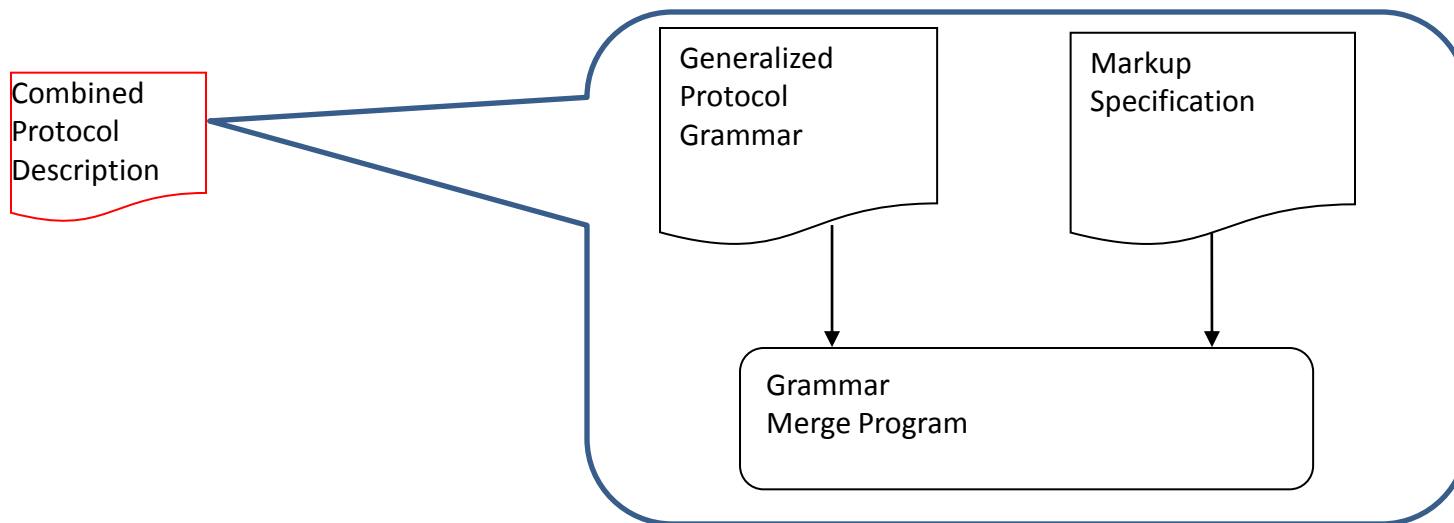 Combined
Protocol
Description
Generalized
Protocol
Grammar
Markup
Specification
Grammar
Merge Program